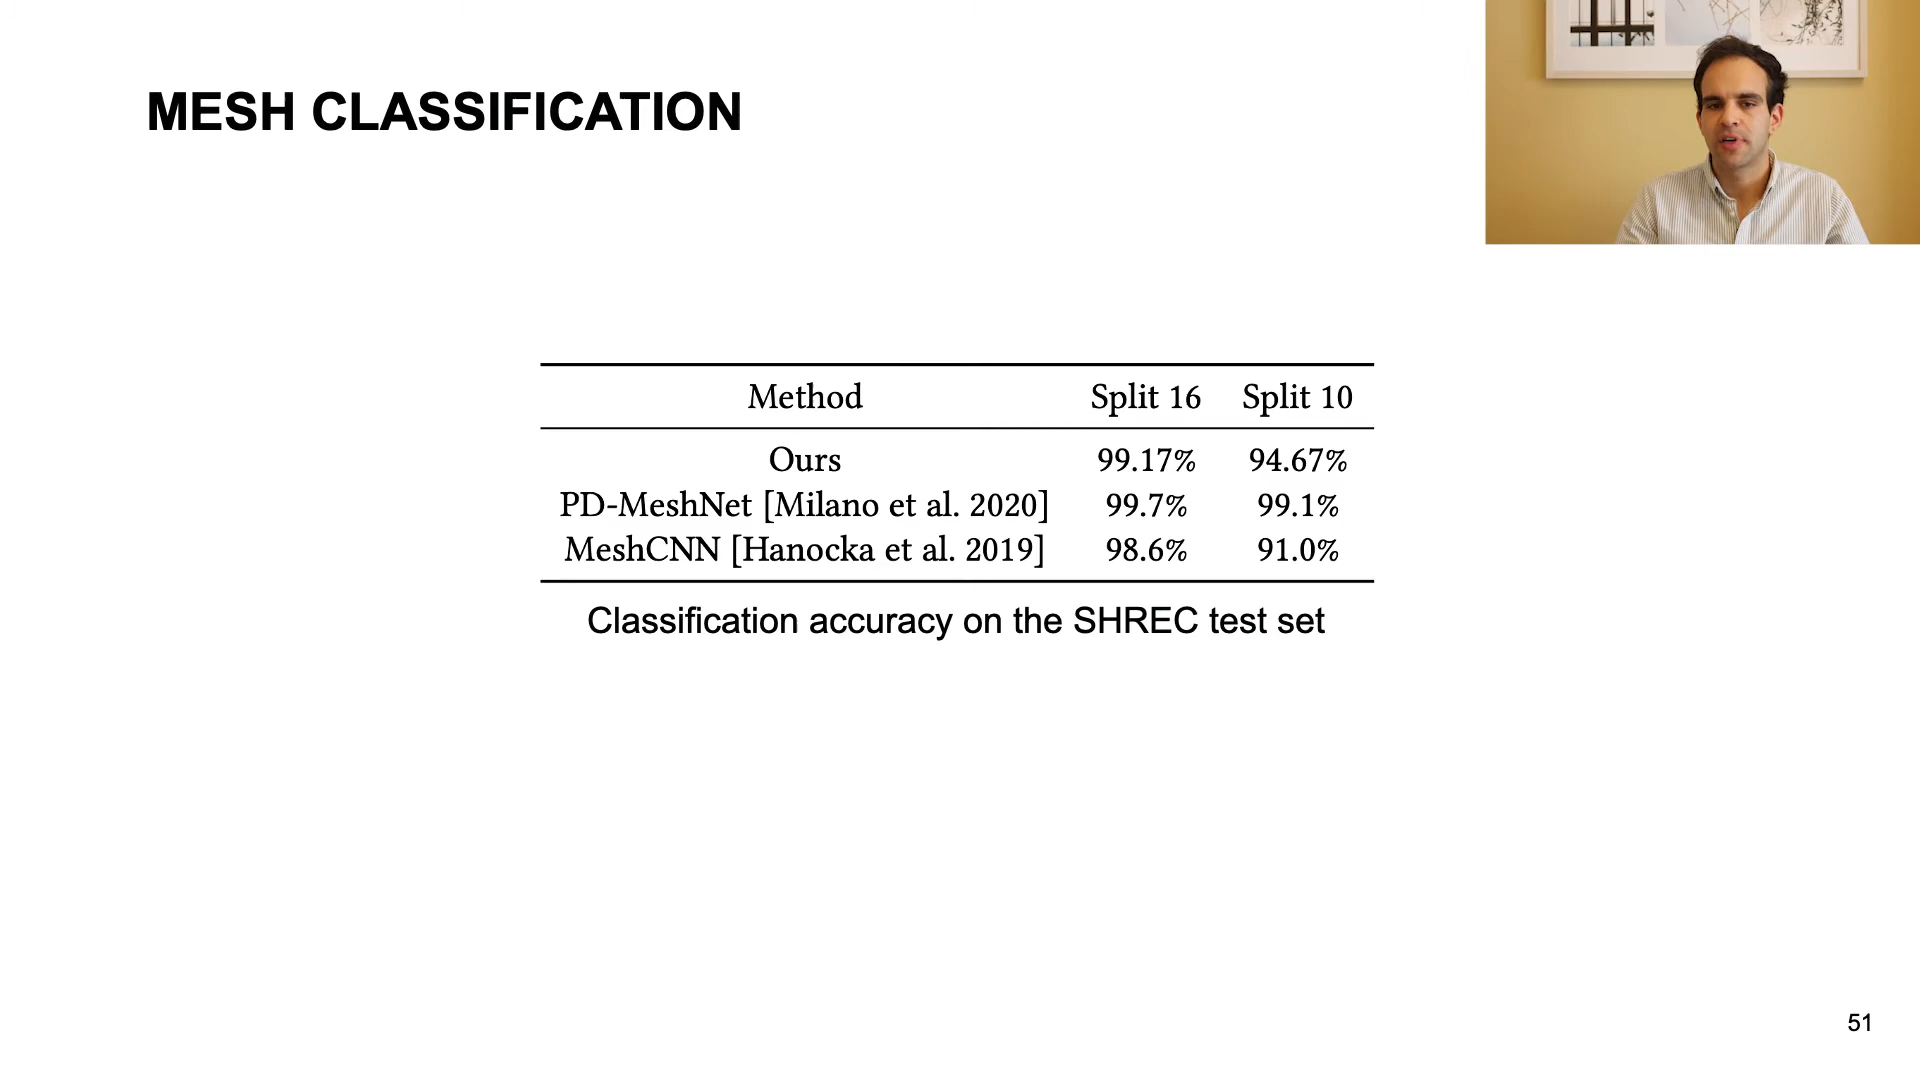 MESH CLASSIFICATION
Method Split 16 Split 10
Ours 99.17% 94.67%
PD-MeshNet [Milano et al. 2020] 99.7% 99.1%
MeshCNN [Hanocka et al. 2019] 98.6% 91.0%
Classification accuracy on the SHREC test set
51